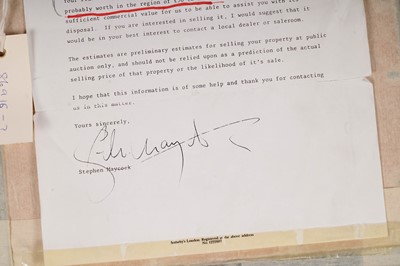 probably worth in the region of
sufficient commercial value for us to be able to assist you with its
disposal. If you are interested in selling it, I would suggest that it
would be in your best interest to contact a local dealer or saleroom.
The estimates are preliminary estimates for selling your property at public
auction only, and should not be relied upon as a prediction of the actual
selling price of that property or the likelihood of it's sale.
I hope that this information is of some help and thank you for contacting
us in this matter.
Yours sincerely,
Stephen Maycock
Sotheby's London Registered at the above address